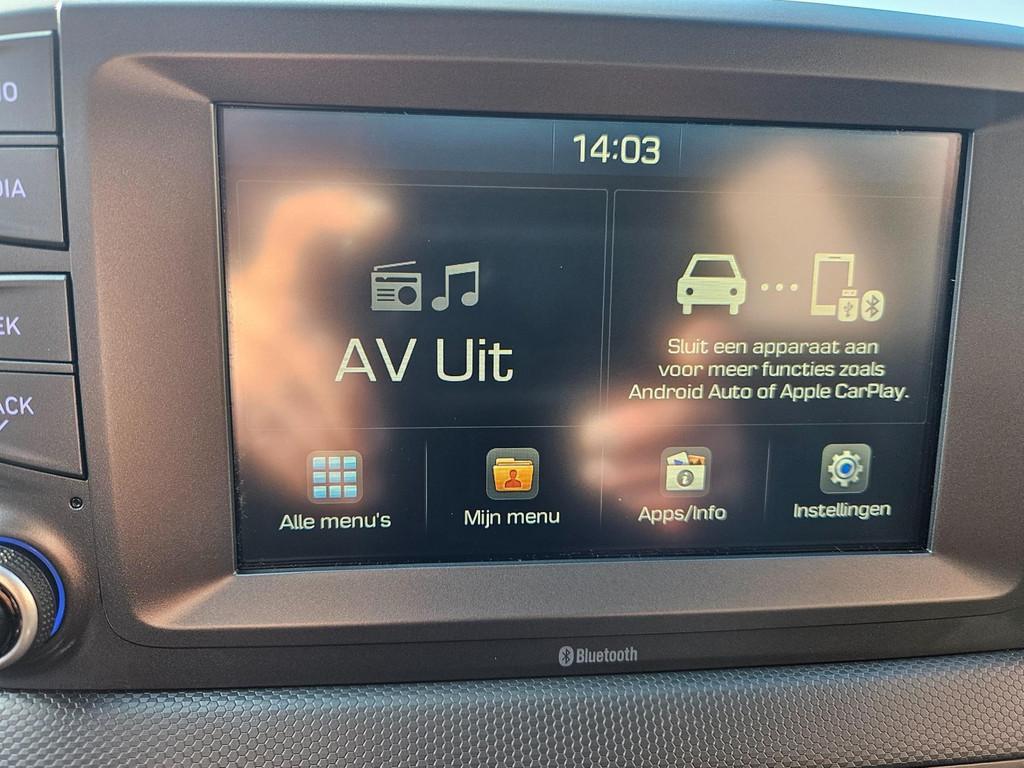 14:03
AV Uit
Sluit een apparaat aan
voor meer functies zoals
Android Auto of Apple CarPlay.
Alle menu's
Mijn menu
Apps/Info
Instellingen
Bluetooth